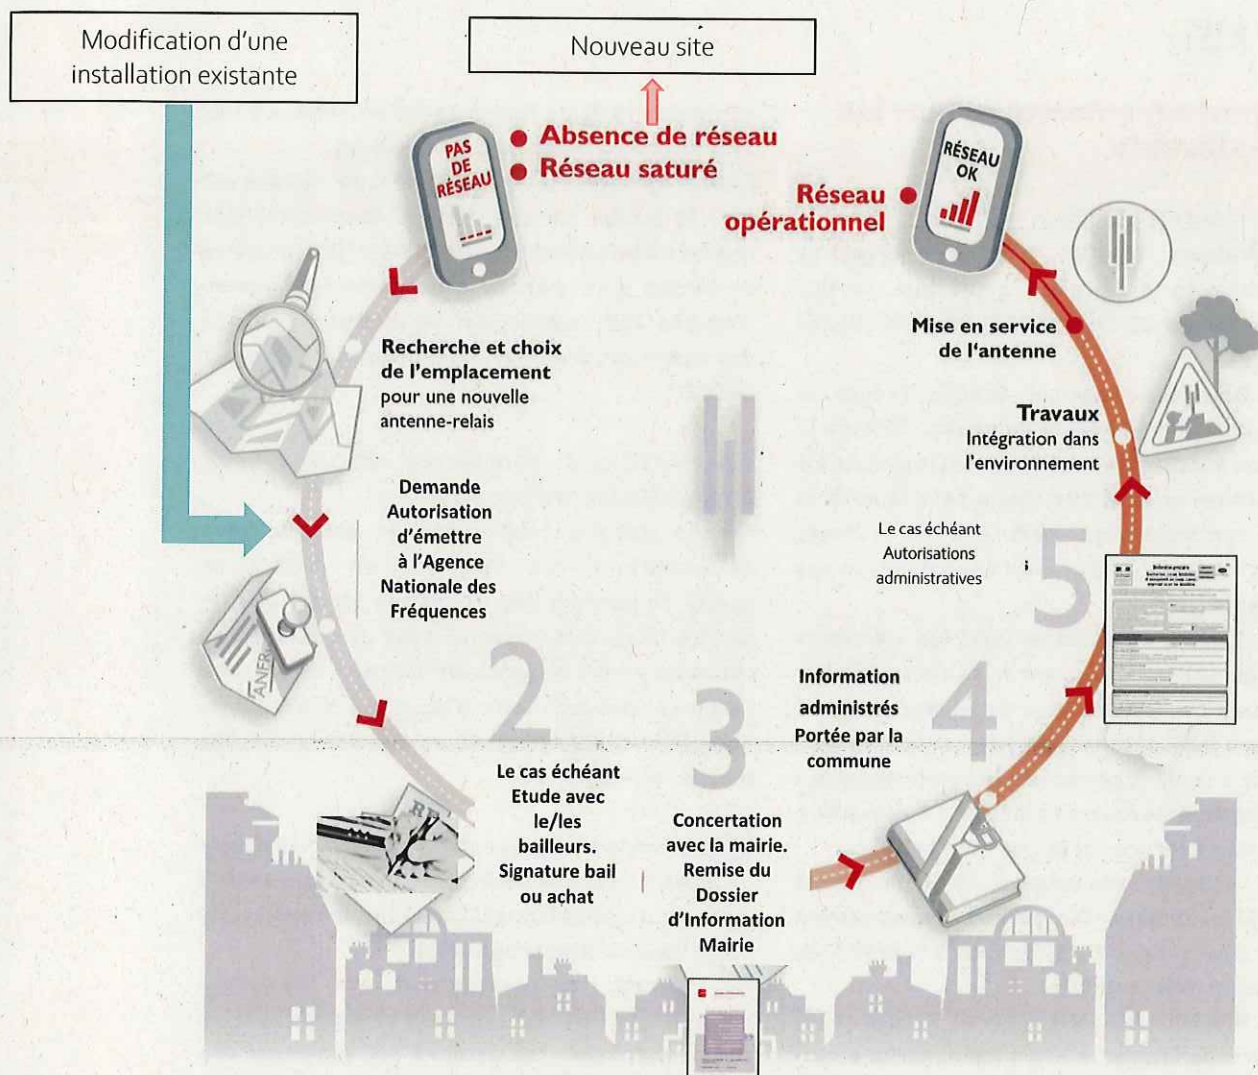 Modification d'une
installation existante
Nouveau site
PAS
DE
RÉSEAU
Absence de réseau
Réseau saturé
RÉSEAU
OK
Réseau
opérationnel
Recherche et choix
de l'emplacement
pour une nouvelle
antenne-relais
Demande
Autorisation
d'émettre
à l'Agence
Nationale des
Fréquences
ANFR
2
Le cas échéant
Etude avec
le/les
bailleurs.
Signature bail
ou achat
3
Concertation
avec la mairie.
Remise du
Dossier
d'Information
Mairie
4
Information
administrés
Portée par la
commune
5
Le cas échéant
Autorisations
administratives
;
Travaux
Intégration dans
l'environnement
Mise en service
de l'antenne